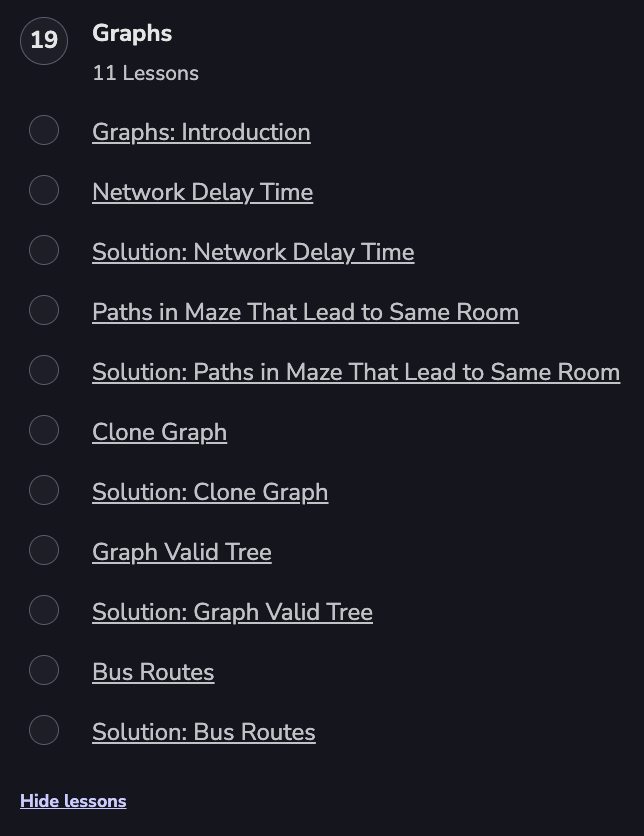 19
Graphs
11 Lessons
Graphs: Introduction
Network Delay Time
Solution: Network Delay Time
Paths in Maze That Lead to Same Room
Solution: Paths in Maze That Lead to Same Room
Clone Graph
Solution: Clone Graph
Graph Valid Tree
Solution: Graph Valid Tree
Bus Routes
Solution: Bus Routes
Hide lessons